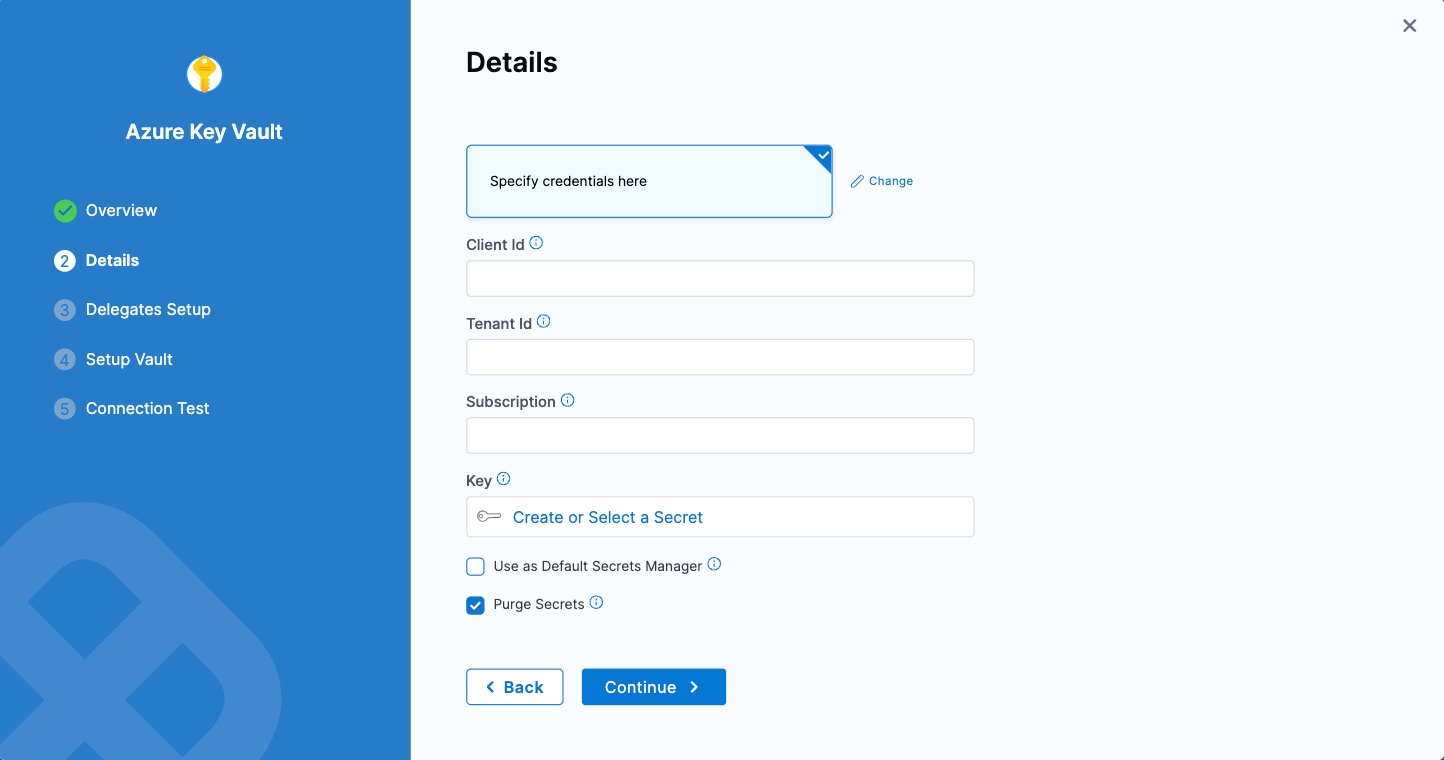 Azure Key Vault
Overview
2 Details
3 Delegates Setup
4 Setup Vault
5 Connection Test
Details
Specify credentials here
Change
Client Id
Tenant Id
Subscription
Key
Create or Select a Secret
Use as Default Secrets Manager
Purge Secrets
Back
Continue